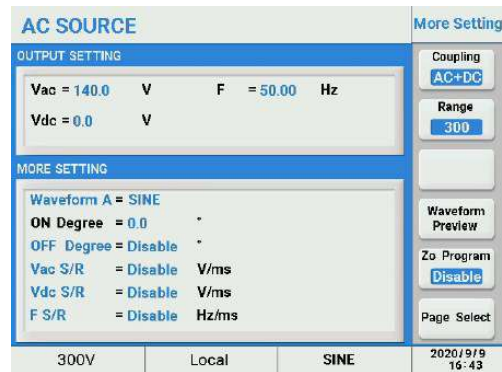 AC SOURCE
More Setting
OUTPUT SETTING
Vac = 140.0 V F = 50.00 Hz
Vdc = 0.0 V
MORE SETTING
Waveform A = SINE
ON Degree = 0.0 °
OFF Degree = Disable °
Vac S/R = Disable V/ms
Vdc S/R = Disable V/ms
F S/R = Disable Hz/ms
Coupling
AC+DC
Range
300
Waveform
Preview
Zo Program
Disable
Page Select
300V Local SINE
2020/9/9
16:43